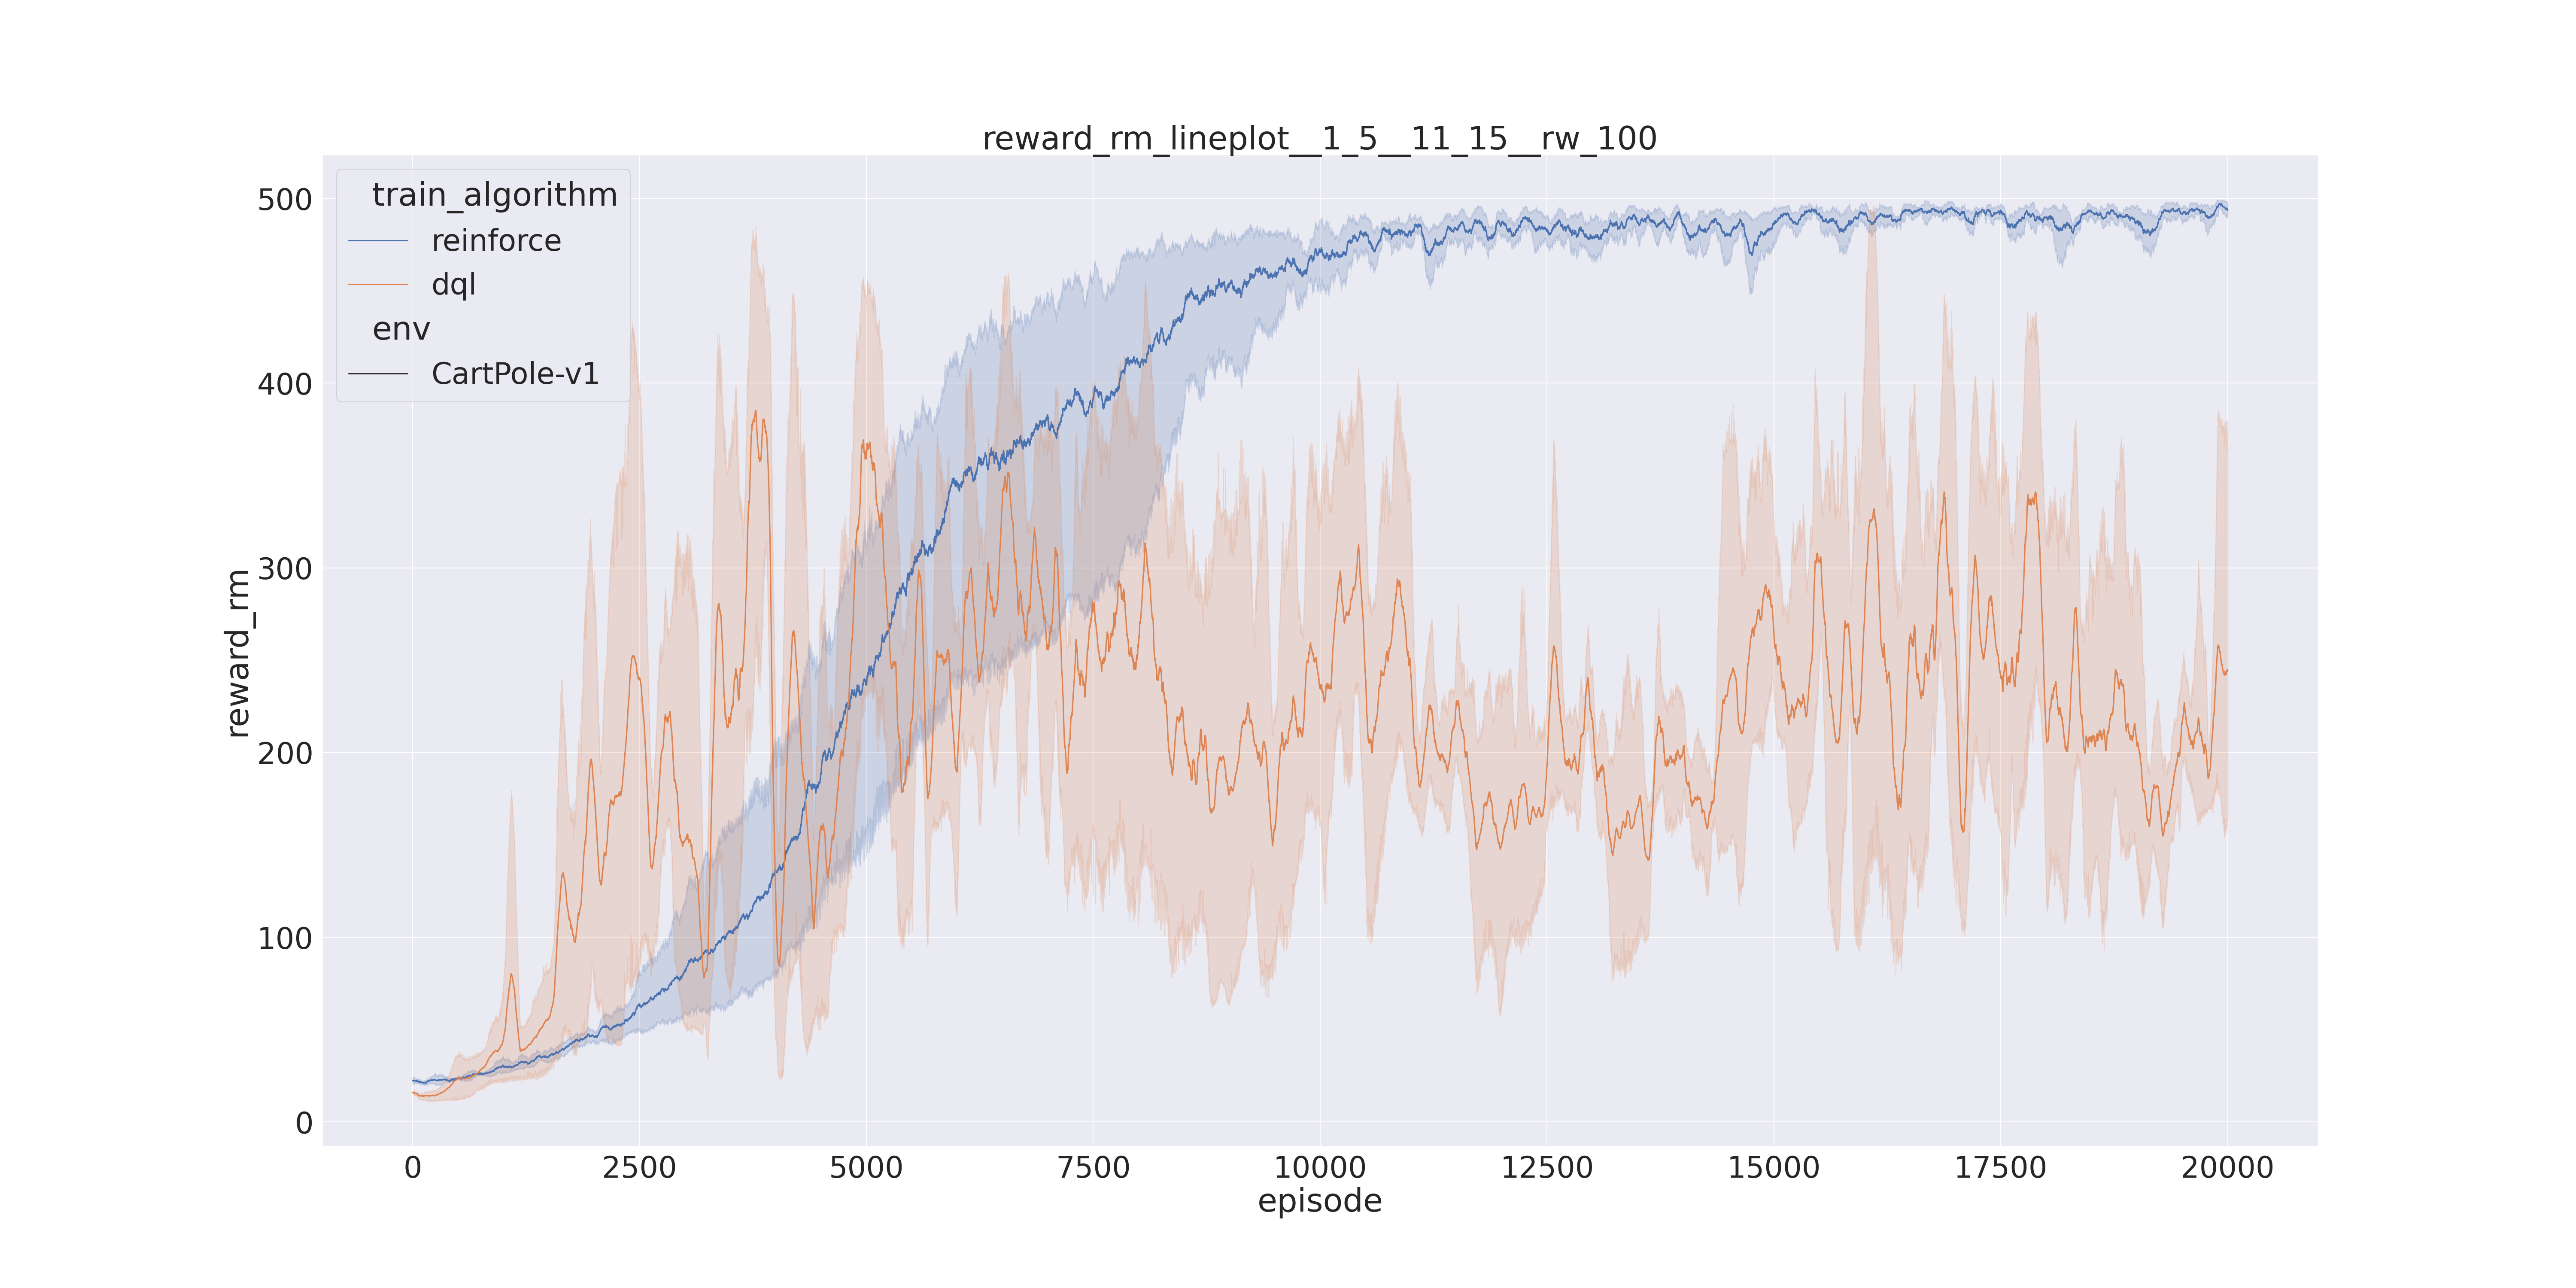 reward_rm_lineplot__1_5__11_15__rw_100
train_algorithm
reinforce
dql
env
CartPole-v1
500
400
300
200
100
0
reward_rm
0 2500 5000 7500 10000 12500 15000 17500 20000
episode